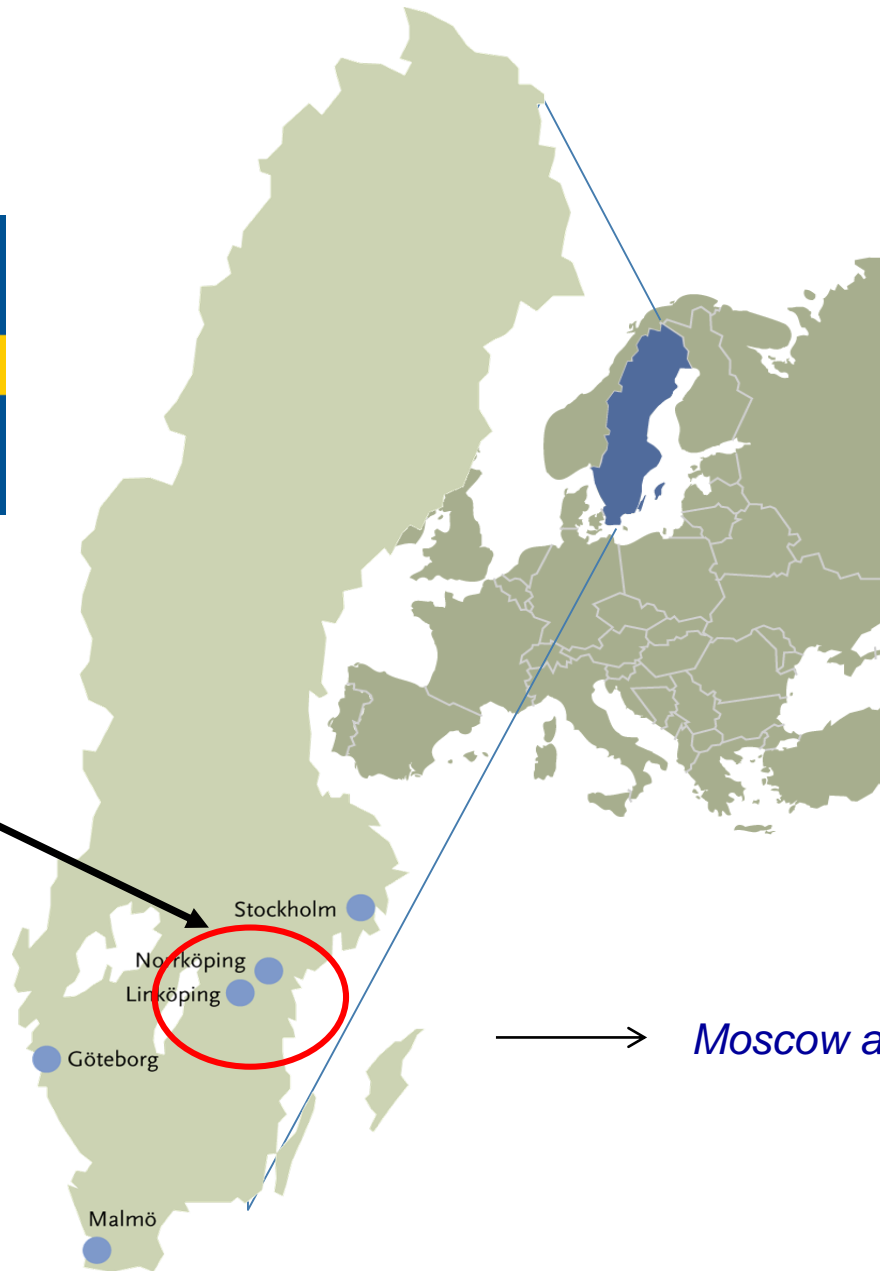 Stockholm
Norrköping
Linköping
Moscow a
Göteborg
Malmö